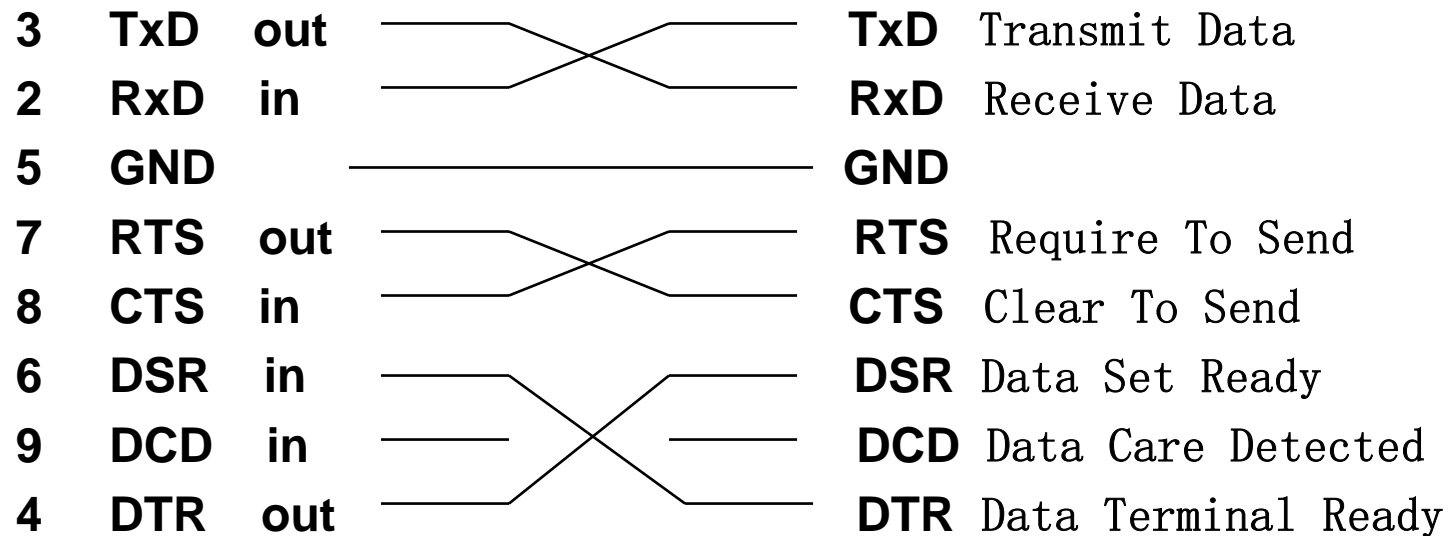 3 TxD out TxD Transmit Data
2 RxD in RxD Receive Data
5 GND GND
7 RTS out RTS Require To Send
8 CTS in CTS Clear To Send
6 DSR in DSR Data Set Ready
9 DCD in DCD Data Care Detected
4 DTR out DTR Data Terminal Ready